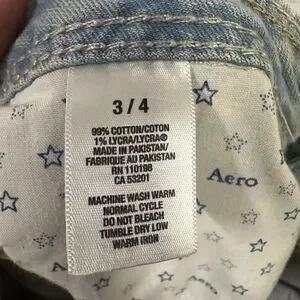 3 / 4
99% COTTON/COTON
1% LYCRA/LYCRA®
MADE IN PAKISTAN/
FABRIQUE AU PAKISTAN
RN 110198
CA 53201
MACHINE WASH WARM
NORMAL CYCLE
DO NOT BLEACH
TUMBLE DRY LOW
WARM IRON
Aero